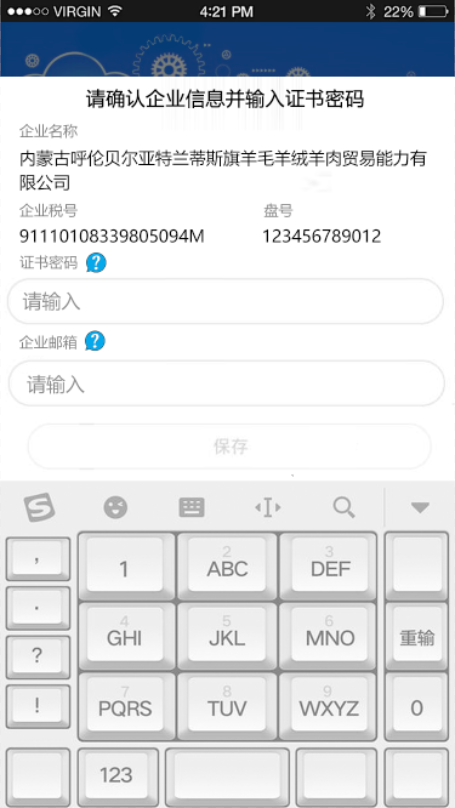 VIRGIN 4:21 PM 22%
请确认企业信息并输入证书密码
企业名称
内蒙古呼伦贝尔亚特兰蒂斯旗羊毛羊绒羊肉贸易能力有
限公司
企业税号 盘号
91110108339805094M 123456789012
证书密码 ?
请输入
企业邮箱 ?
请输入
保存
S
, 1 2 ABC 3 DEF
. 4 GHI 5 JKL 6 MNO 重输
?
! 7 PQRS 8 TUV 9 WXYZ 0
123